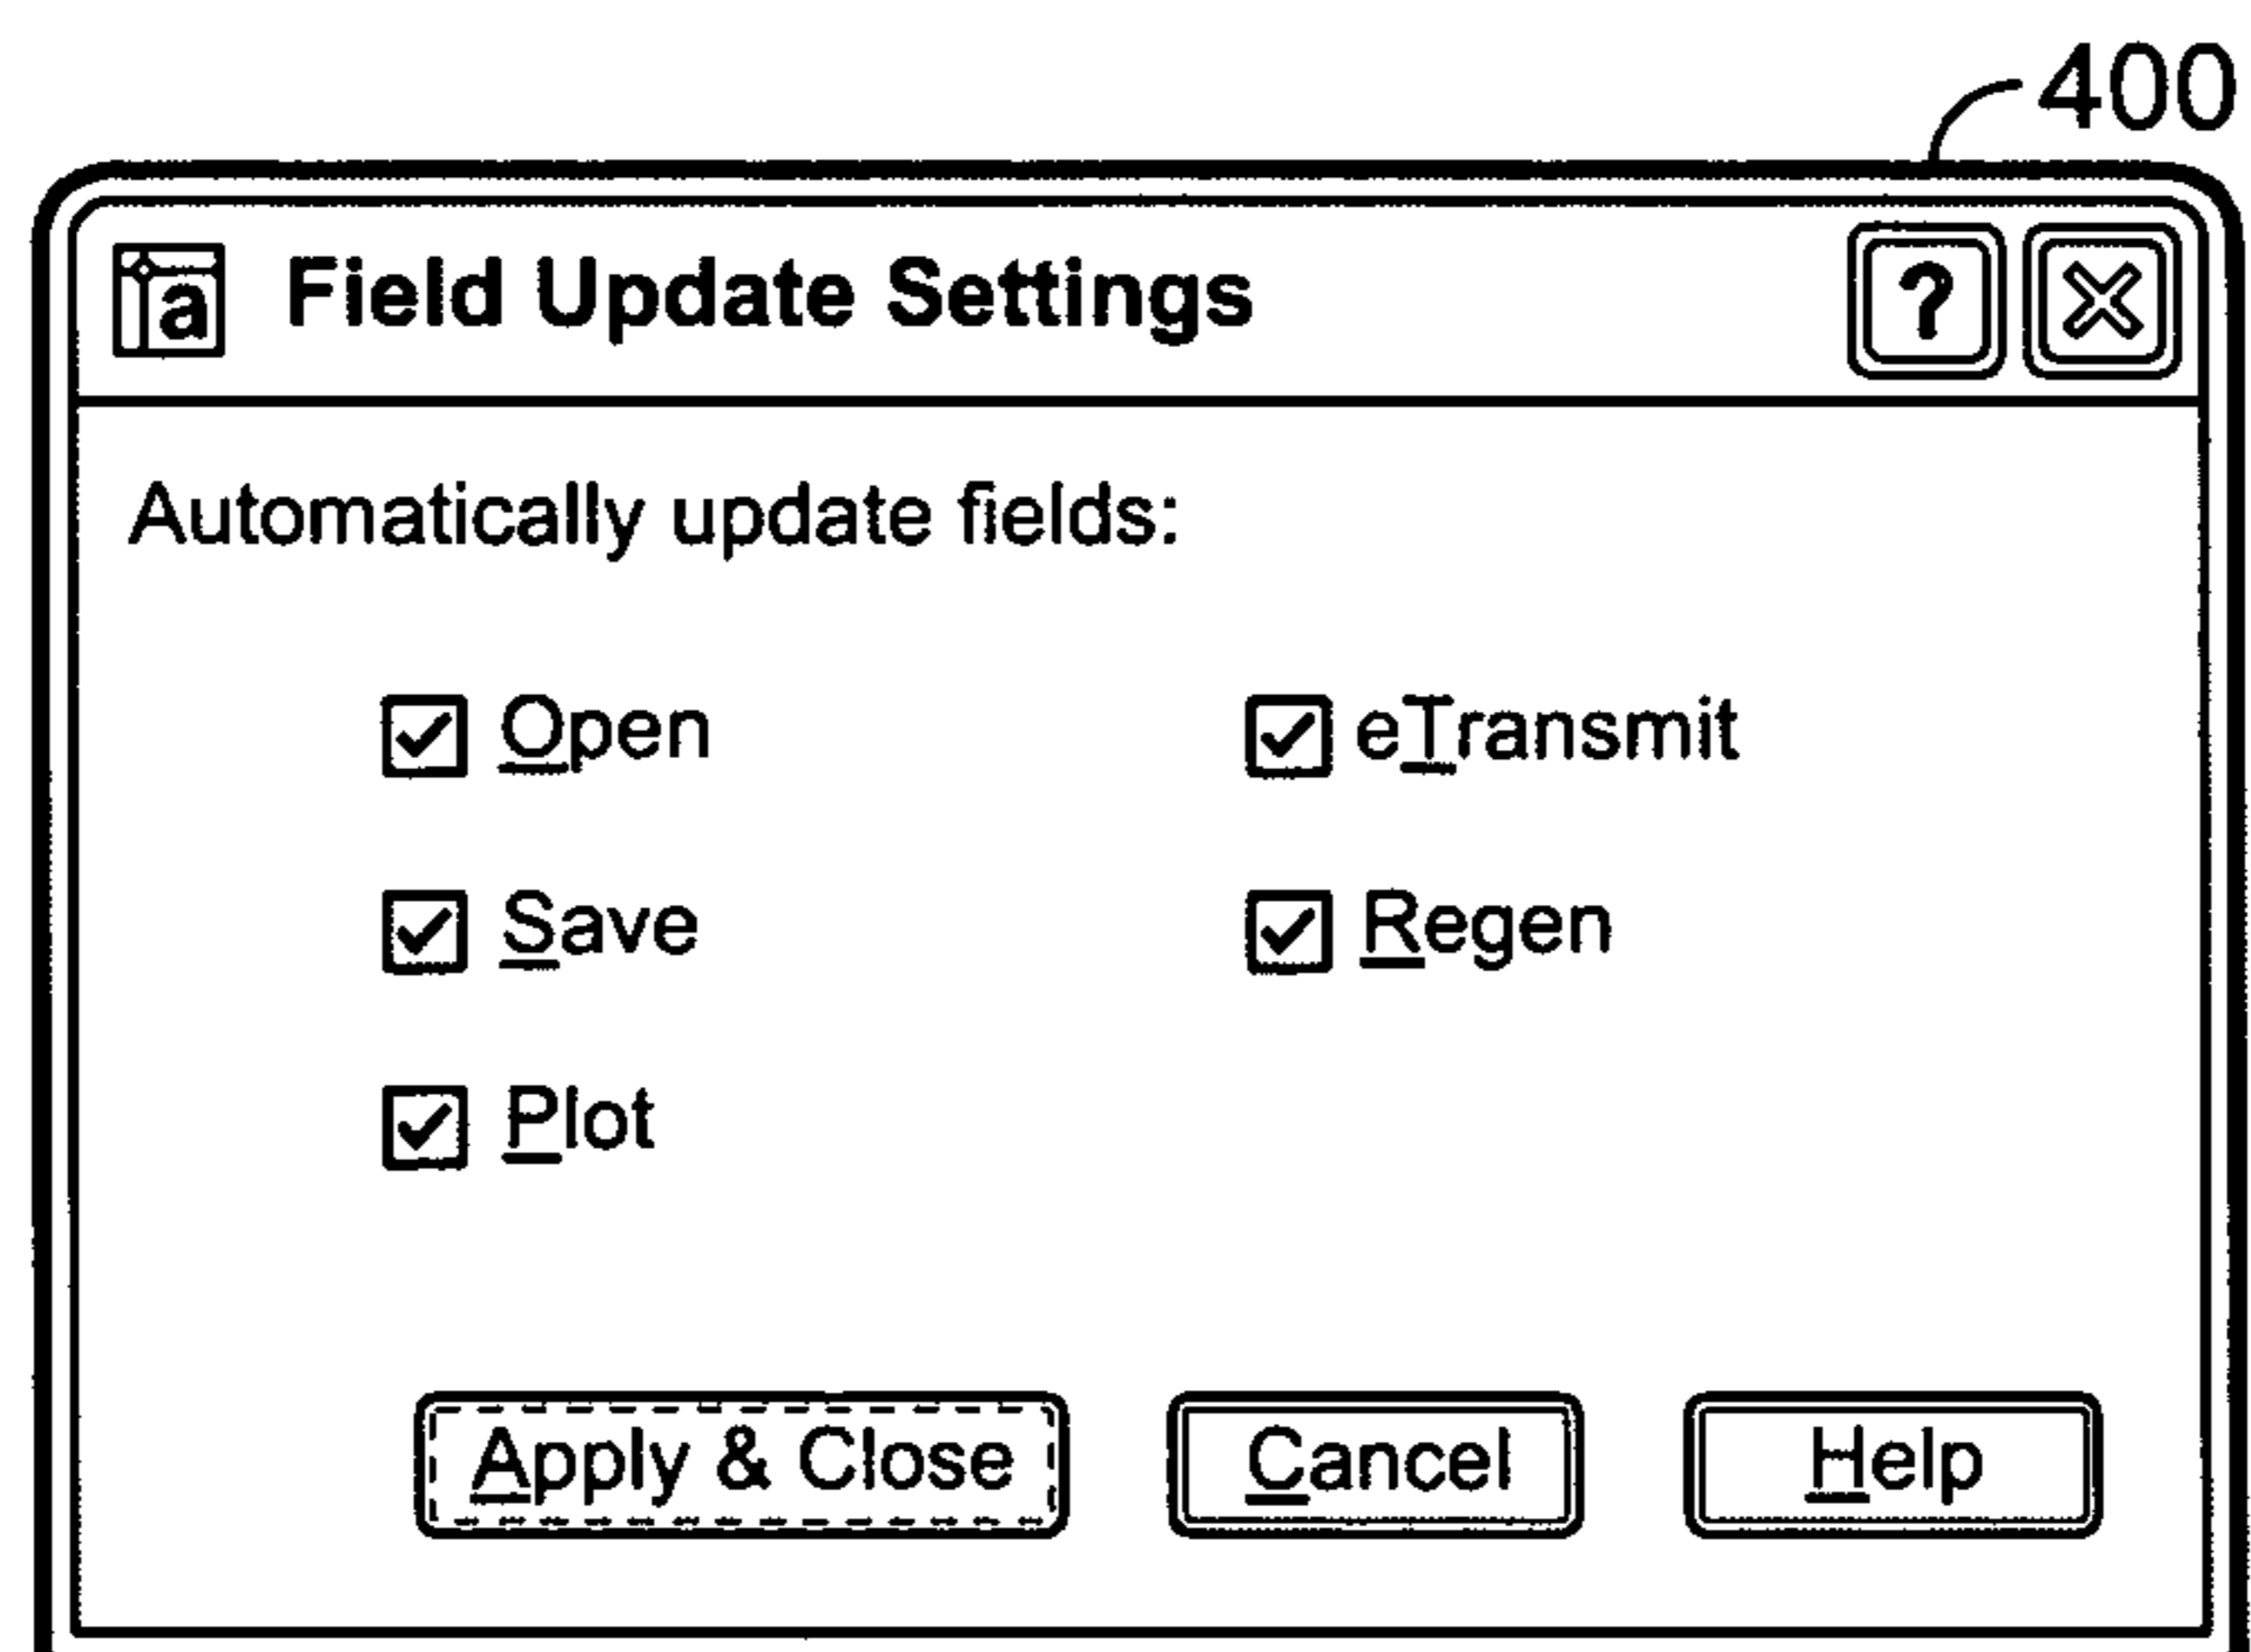 400
a Field Update Settings ?
Automatically update fields:
Open eTransmit
Save Regen
Plot
Apply & Close Cancel Help